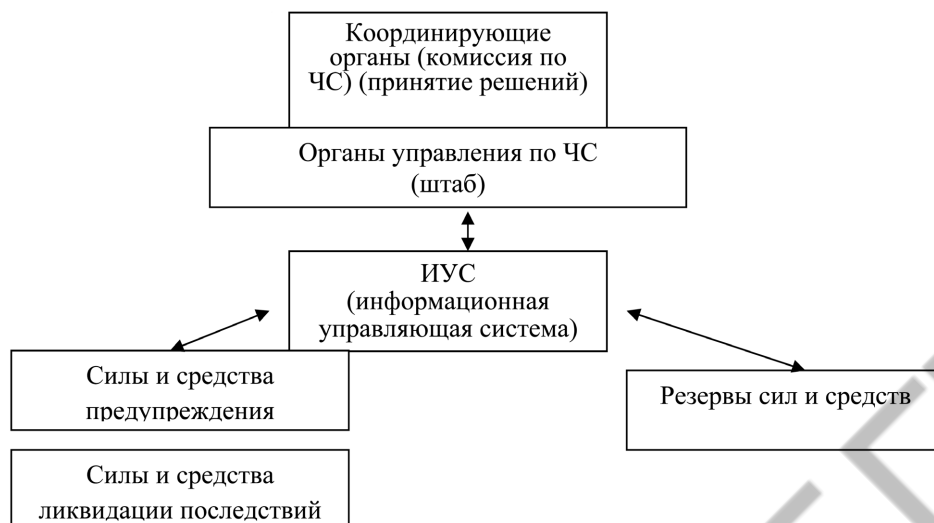 Координирующие
органы (комиссия по
ЧС) (принятие решений)
Органы управления по ЧС
(штаб)
ИУС
(информационная
управляющая система)
Силы и средства
предупреждения
Резервы сил и средств
Силы и средства
ликвидации последствий